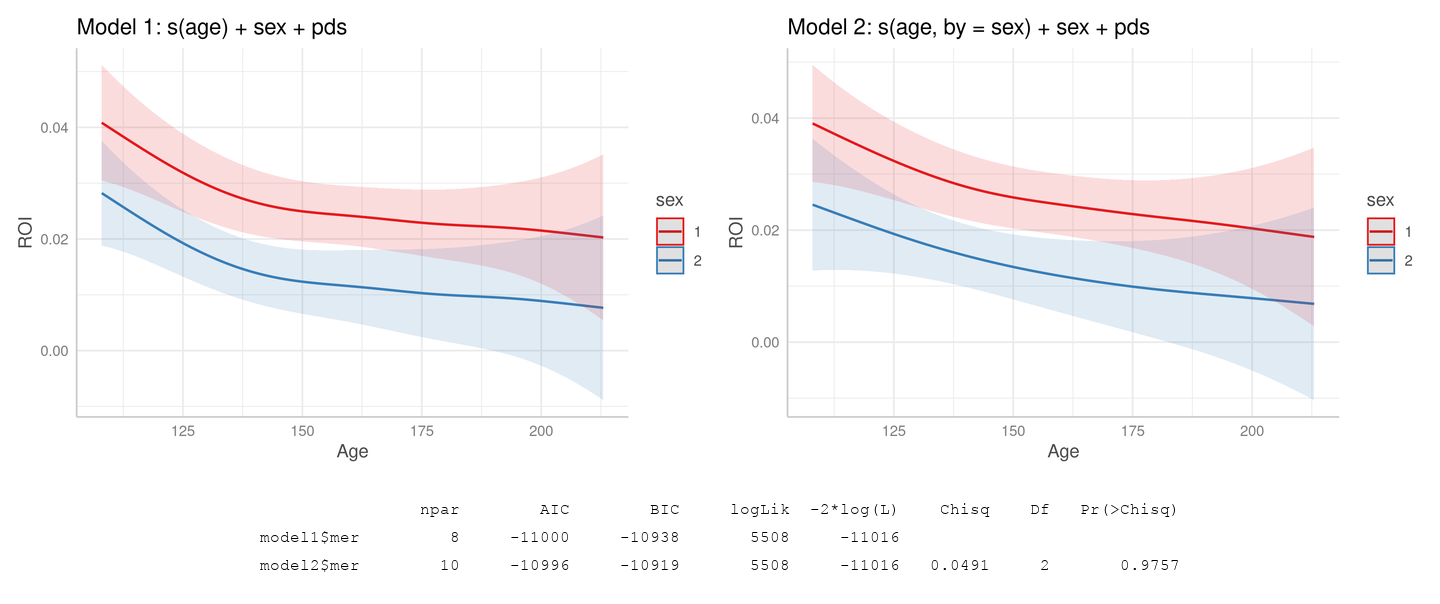 Model 1: s(age) + sex + pds
0.04
0.02
0.00
ROI
125 150 175 200
Age
sex
1
2
Model 2: s(age, by = sex) + sex + pds
0.04
0.02
0.00
ROI
125 150 175 200
Age
sex
1
2
npar AIC BIC logLik -2*log(L) Chisq Df Pr(>Chisq)
model1$mer 8 -11000 -10938 5508 -11016
model2$mer 10 -10996 -10919 5508 -11016 0.0491 2 0.9757